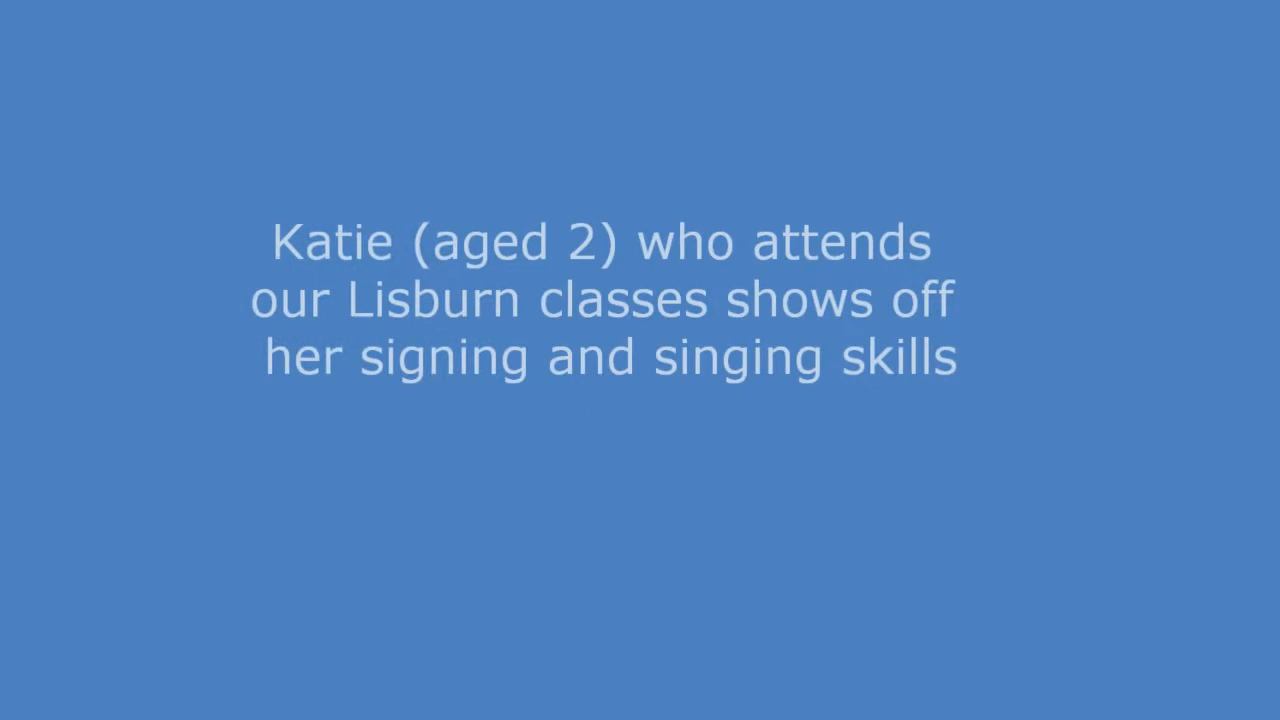 Katie (aged 2) who attends
our Lisburn classes shows off
her signing and singing skills